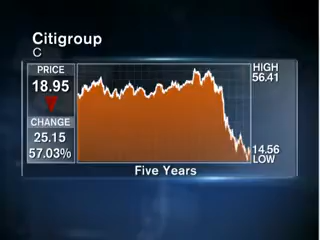 Citigroup
C
PRICE
18.95
CHANGE
25.15
57.03%
HIGH
56.41
14.56
LOW
Five Years